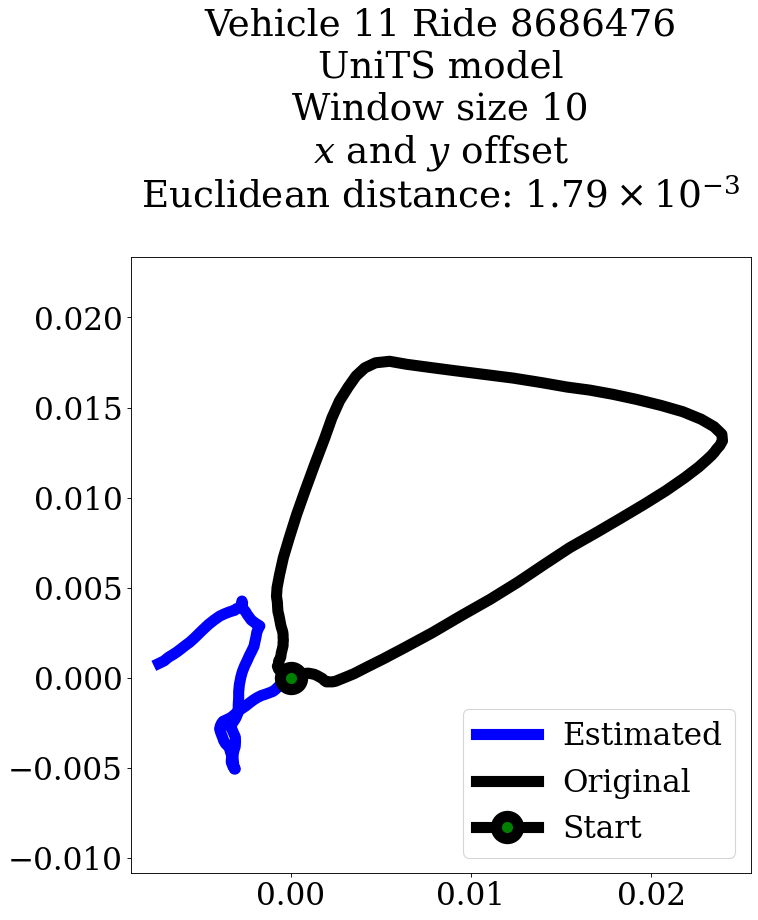 Vehicle 11 Ride 8686476
UniTS model
Window size 10
x and y offset
Euclidean distance: 1.79 × 10⁻³
0.020
0.015
0.010
0.005
0.000
−0.005
−0.010
Estimated
Original
Start
0.00 0.01 0.02